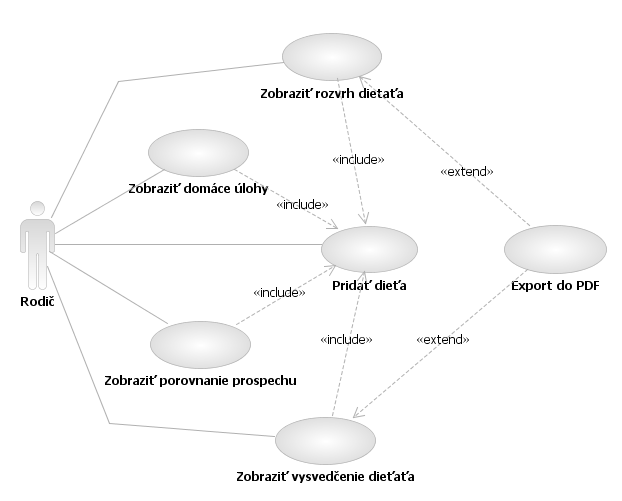 Zobraziť rozvrh dieťaťa
«include»
«extend»
Zobraziť domáce úlohy
«include»
Rodič
Pridať dieťa
Export do PDF
«include»
«include»
«extend»
Zobraziť porovnanie prospechu
Zobraziť vysvedčenie dieťaťa